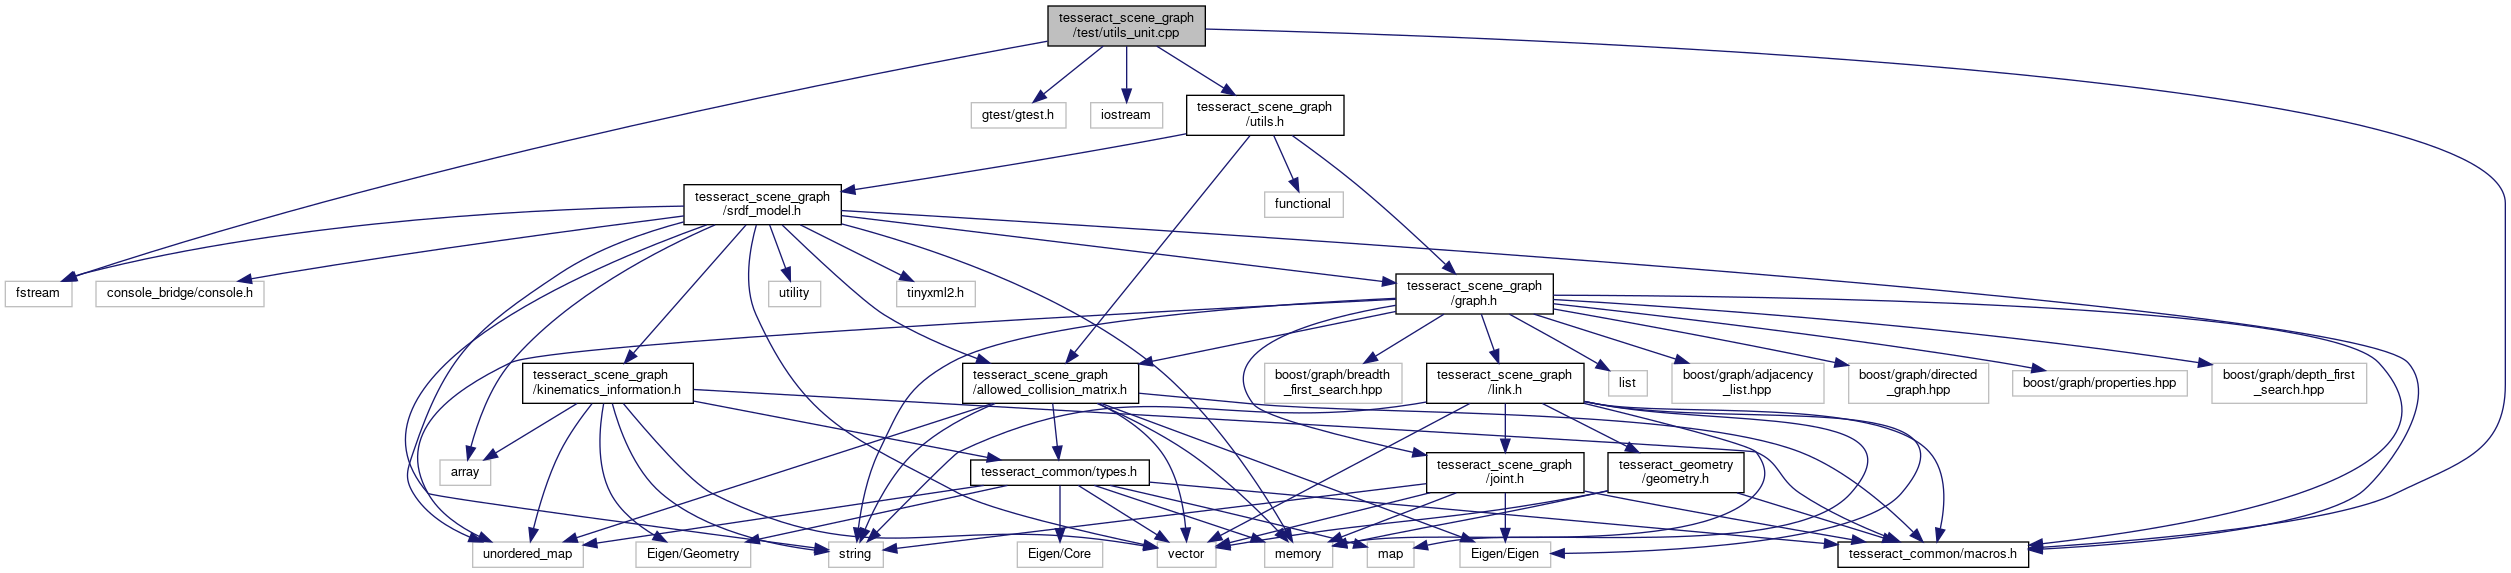 tesseract_scene_graph
/test/utils_unit.cpp
gtest/gtest.h
iostream
tesseract_scene_graph
/utils.h
tesseract_scene_graph
/srdf_model.h
functional
fstream
console_bridge/console.h
utility
tinyxml2.h
tesseract_scene_graph
/graph.h
tesseract_scene_graph
/kinematics_information.h
tesseract_scene_graph
/allowed_collision_matrix.h
boost/graph/breadth
_first_search.hpp
tesseract_scene_graph
/link.h
list
boost/graph/adjacency
_list.hpp
boost/graph/directed
_graph.hpp
boost/graph/properties.hpp
boost/graph/depth_first
_search.hpp
array
tesseract_common/types.h
tesseract_scene_graph
/joint.h
tesseract_geometry
/geometry.h
unordered_map
Eigen/Geometry
string
Eigen/Core
vector
memory
map
Eigen/Eigen
tesseract_common/macros.h